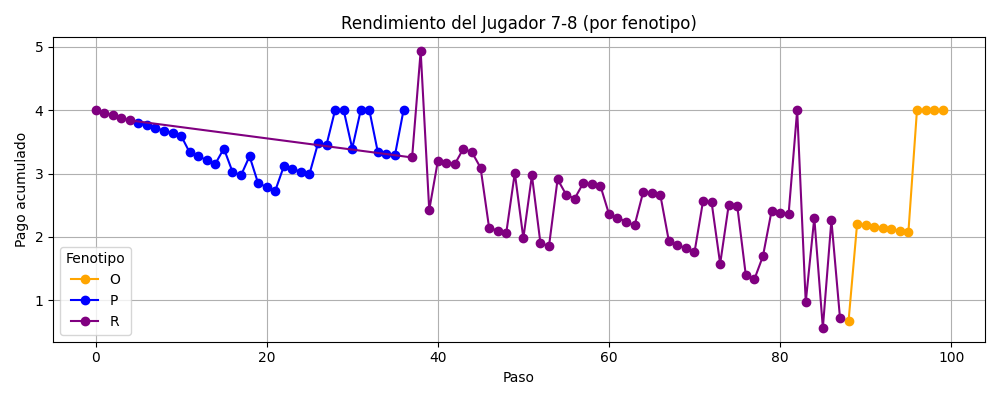 Rendimiento del Jugador 7-8 (por fenotipo)
Pago acumulado
5
4
3
2
1
Fenotipo
O
P
R
0 20 40 60 80 100
Paso